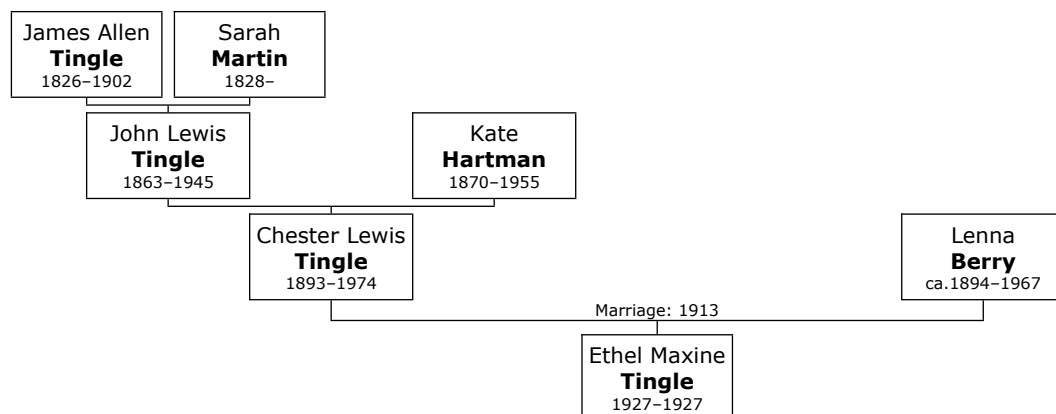 James Allen
Tingle
1826–1902
Sarah
Martin
1828–
John Lewis
Tingle
1863–1945
Kate
Hartman
1870–1955
Chester Lewis
Tingle
1893–1974
Lenna
Berry
ca.1894–1967
Marriage: 1913
Ethel Maxine
Tingle
1927–1927